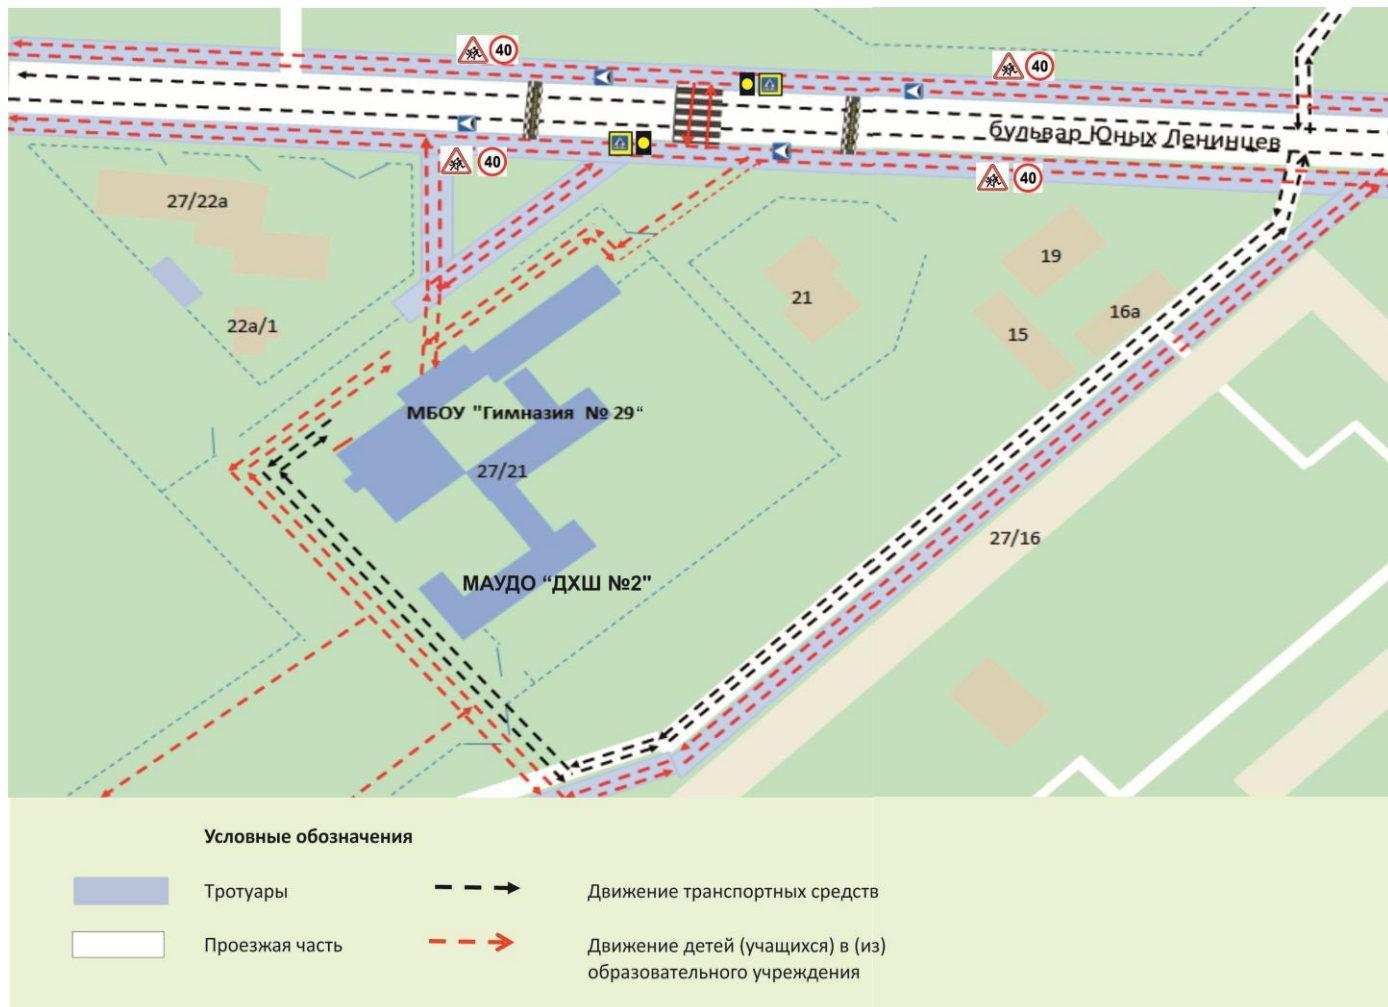 40
40
бульвар Юных Ленинцев
40
40
27/22а
19
21
16а
22а/1
15
МБОУ "Гимназия № 29"
27/21
27/16
МАУДО "ДХШ №2"
Условные обозначения
Тротуары
Движение транспортных средств
Проезжая часть
Движение детей (учащихся) в (из)
образовательного учреждения